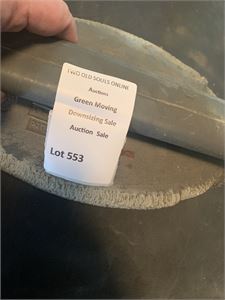 TWO OLD SOULS ONLINE
Auctions
Green Moving
Downsizing Sale
Auction Sale
Lot 553